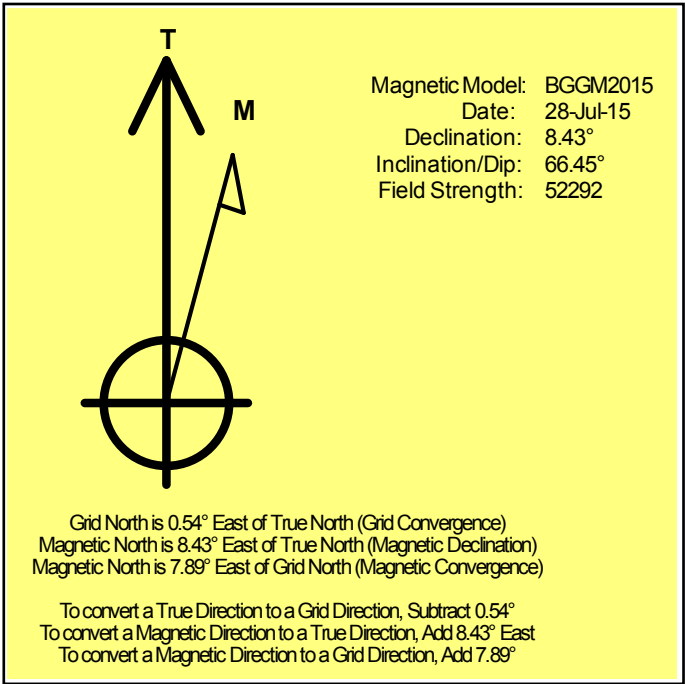 T
M
Magnetic Model: BGGM2015
Date: 28-Jul-15
Declination: 8.43°
Inclination/Dip: 66.45°
Field Strength: 52292
Grid North is 0.54° East of True North (Grid Convergence)
Magnetic North is 8.43° East of True North (Magnetic Declination)
Magnetic North is 7.89° East of Grid North (Magnetic Convergence)
To convert a True Direction to a Grid Direction, Subtract 0.54°
To convert a Magnetic Direction to a True Direction, Add 8.43° East
To convert a Magnetic Direction to a Grid Direction, Add 7.89°